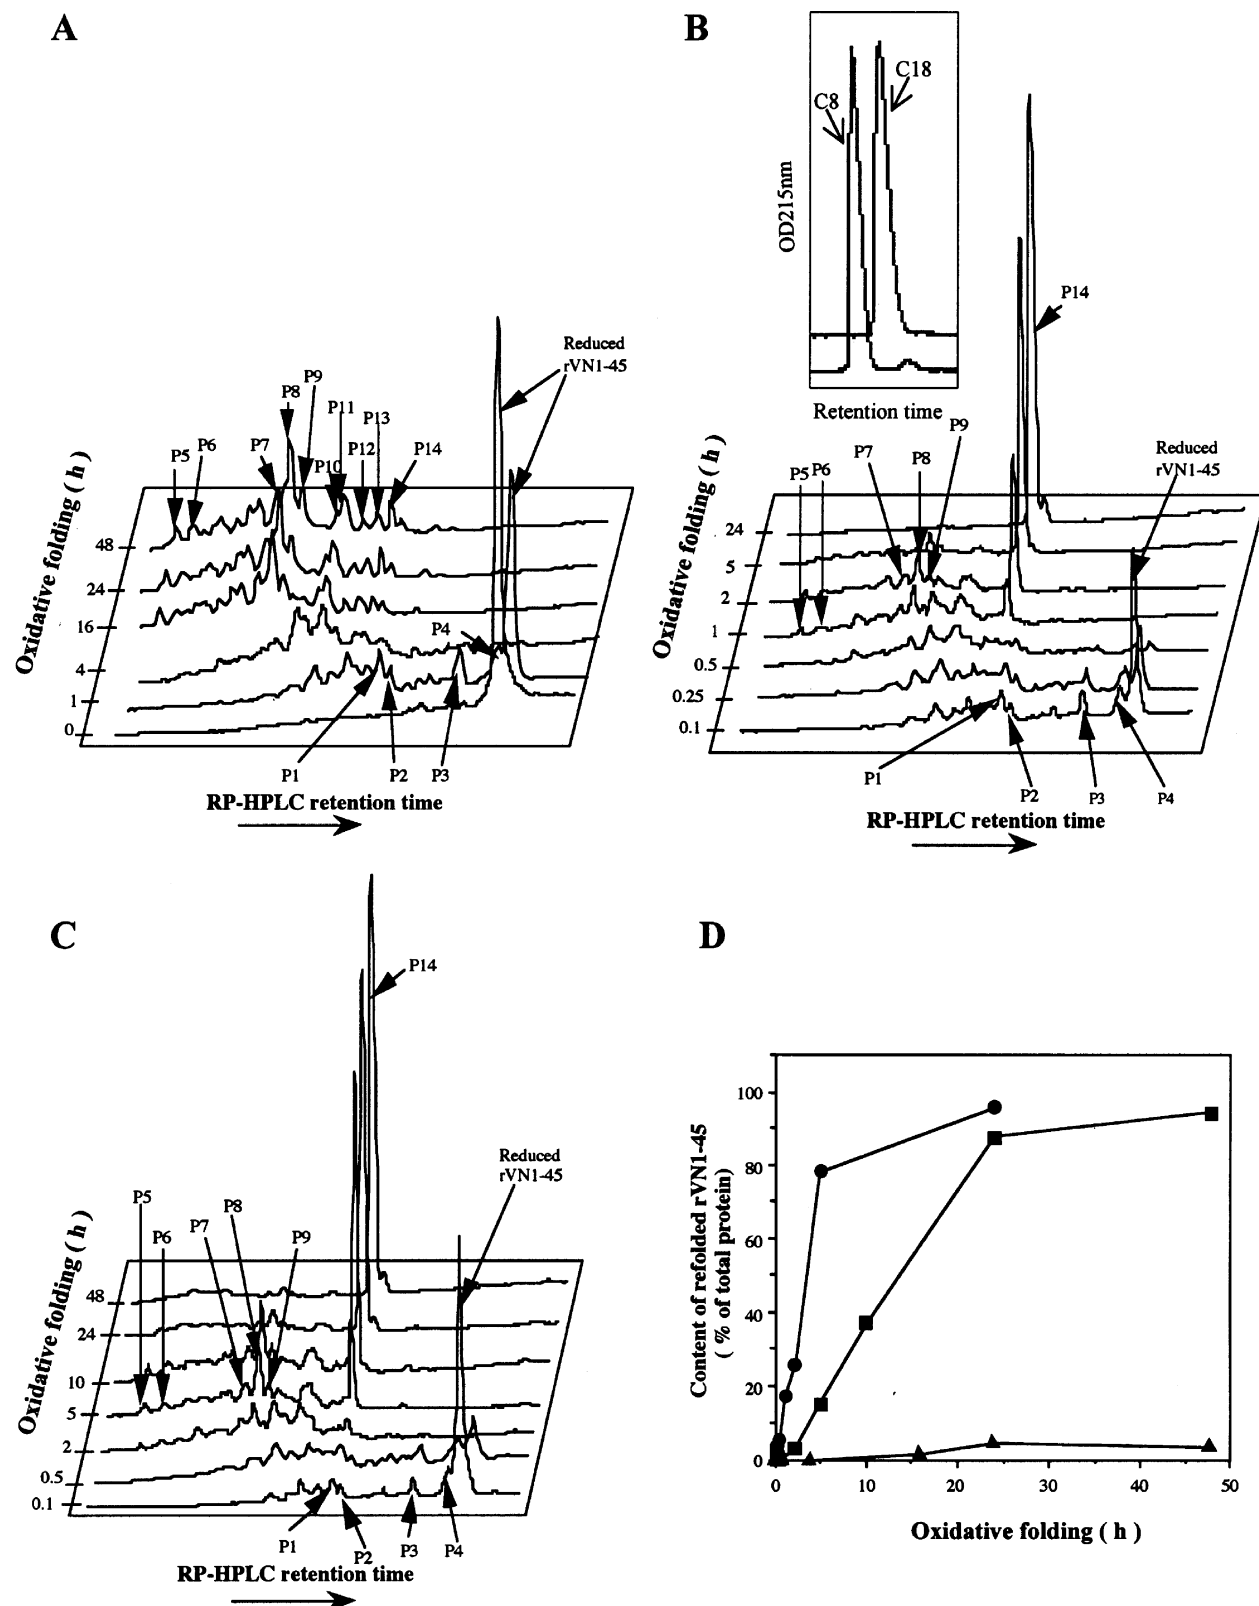 A
Reduced
rVN1-45
P9
P8
P11
P13
P7
P6
P5
P12
P14
P10
Oxidative folding ( h )
48
24
16
4
1
0
P4
P1
P2
P3
RP-HPLC retention time
B
C18
C8
OD215nm
Retention time
P14
P9
P7
P8
P5
P6
Reduced
rVN1-45
Oxidative folding ( h )
24
5
2
1
0.5
0.25
0.1
P1
P2
P3
P4
RP-HPLC retention time
C
P14
Reduced
rVN1-45
P5
P8
P7
P6
P9
Oxidative folding ( h )
48
24
10
5
2
0.5
0.1
P1
P2
P3
P4
RP-HPLC retention time
D
Content of refolded rVN1-45
( % of total protein)
100
80
60
40
20
0
0
10
20
30
40
50
Oxidative folding ( h )